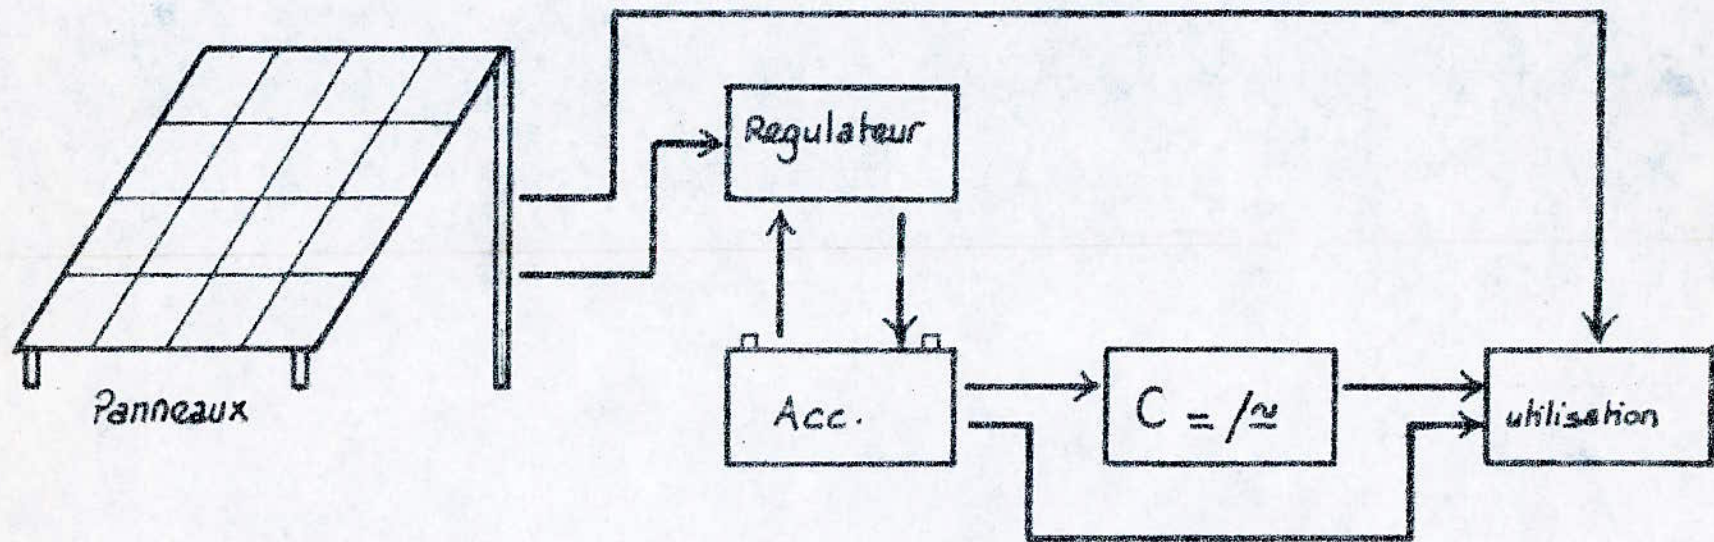 Regulateur
Panneaux
Acc.
C = /≃
utilisation